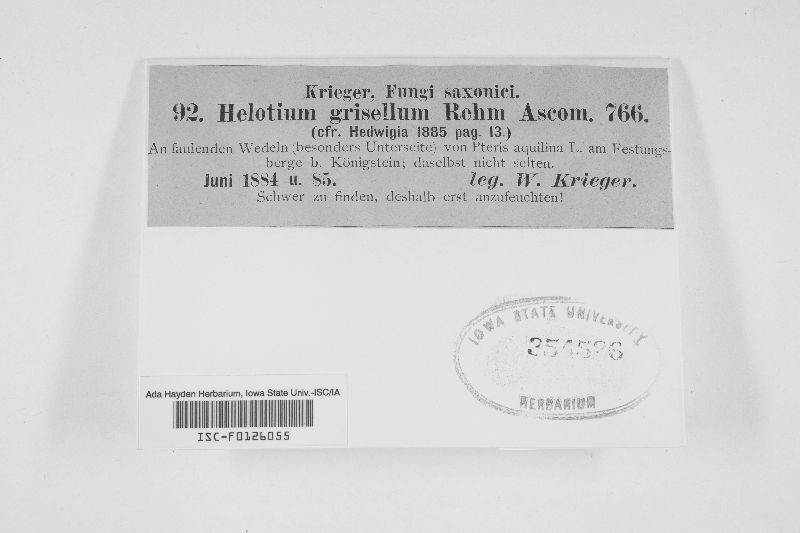 Krieger, Fungi saxonici.
92. Helotium grisellum Rehm Ascom. 766.
(cfr. Hedwigia 1885 pag. 13.)
An faulenden Wedeln (besonders Unterseite) von Pteris aquilina L. am Festungs-
berge b. Königstein; daselbst nicht selten.
Juni 1884 u. 85. leg. W. Krieger.
Schwer zu finden, deshalb erst anzufeuchten!
IOWA STATE UNIVERSITY
354526
HERBARIUM
Ada Hayden Herbarium, Iowa State Univ.-ISC/IA
ISC-F0126055